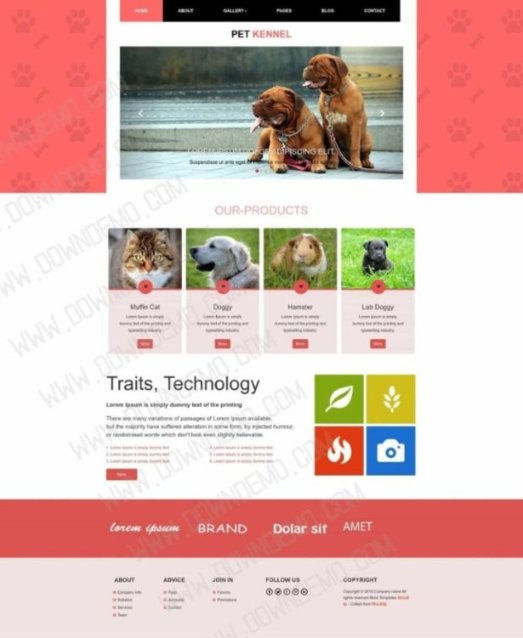 HOME ABOUT GALLERY PAGES BLOG CONTACT
PET KENNEL
LOREM IPSUM DOLOR ADIPISCING ELIT
Suspendisse ut ante eget
OUR-PRODUCTS
Muffin Cat
Lorem Ipsum is simply
dummy text of the printing and
typesetting industry.
More
Doggy
Lorem Ipsum is simply
dummy text of the printing and
typesetting industry.
More
Hamster
Lorem Ipsum is simply
dummy text of the printing and
typesetting industry.
More
Lab Doggy
Lorem Ipsum is simply
dummy text of the printing and
typesetting industry.
More
Traits, Technology
Lorem Ipsum is simply dummy text of the printing
There are many variations of passages of Lorem Ipsum available,
but the majority have suffered alteration in some form, by injected humour,
or randomised words which don't look even slightly believable.
1. Lorem Ipsum is simply dummy text
2. Lorem Ipsum is simply dummy text
3. Lorem Ipsum is simply dummy text
4. Lorem Ipsum is simply dummy text
5. Lorem Ipsum is simply dummy text
6. Lorem Ipsum is simply dummy text
More
lorem ipsum BRAND Dolar sit AMET
ABOUT
Company Info
Solution
Services
Team
ADVICE
Accounts
Contact
JOIN IN
Forums
Promotions
FOLLOW US
COPYRIGHT
Copyright © 2016 Company name All
rights reserved More Templates
- Collect from
WWW.DOWNDEMO.COM